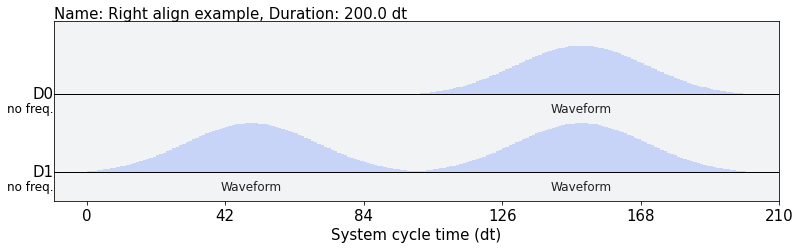 Name: Right align example, Duration: 200.0 dt
D0
no freq.
Waveform
D1
no freq.
Waveform Waveform
0 42 84 126 168 210
System cycle time (dt)